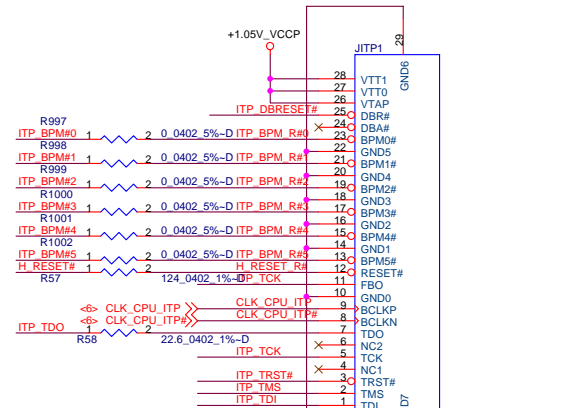 +1.05V_VCCP
JITP1
29
GND6
28 VTT1
27 VTT0
26 VTAP
ITP_DBRESET# 25 DBR#
24 DBA#
R997
ITP_BPM#0 1 2 0_0402_5%~D ITP_BPM_R#0 23 BPM0#
R998 22 GND5
ITP_BPM#1 1 2 0_0402_5%~D ITP_BPM_R#1 21 BPM1#
R999 20 GND4
ITP_BPM#2 1 2 0_0402_5%~D ITP_BPM_R#2 19 BPM2#
R1000 18 GND3
ITP_BPM#3 1 2 0_0402_5%~D ITP_BPM_R#3 17 BPM3#
R1001 16 GND2
ITP_BPM#4 1 2 0_0402_5%~D ITP_BPM_R#4 15 BPM4#
R1002 14 GND1
ITP_BPM#5 1 2 0_0402_5%~D ITP_BPM_R#5 13 BPM5#
H_RESET# 1 2 H_RESET_R# 12 RESET#
R57 124_0402_1%~D ITP_TCK 11 FBO
10 GND0
<6> CLK_CPU_ITP CLK_CPU_ITP 9 BCLKP
<6> CLK_CPU_ITP# CLK_CPU_ITP# 8 BCLKN
ITP_TDO 1 2 7 TDO
R58 22.6_0402_1%~D 6 NC2
ITP_TCK 5 TCK
4 NC1
ITP_TRST# 3 TRST#
ITP_TMS 2 TMS
ITP_TDI 1 TDI
D7